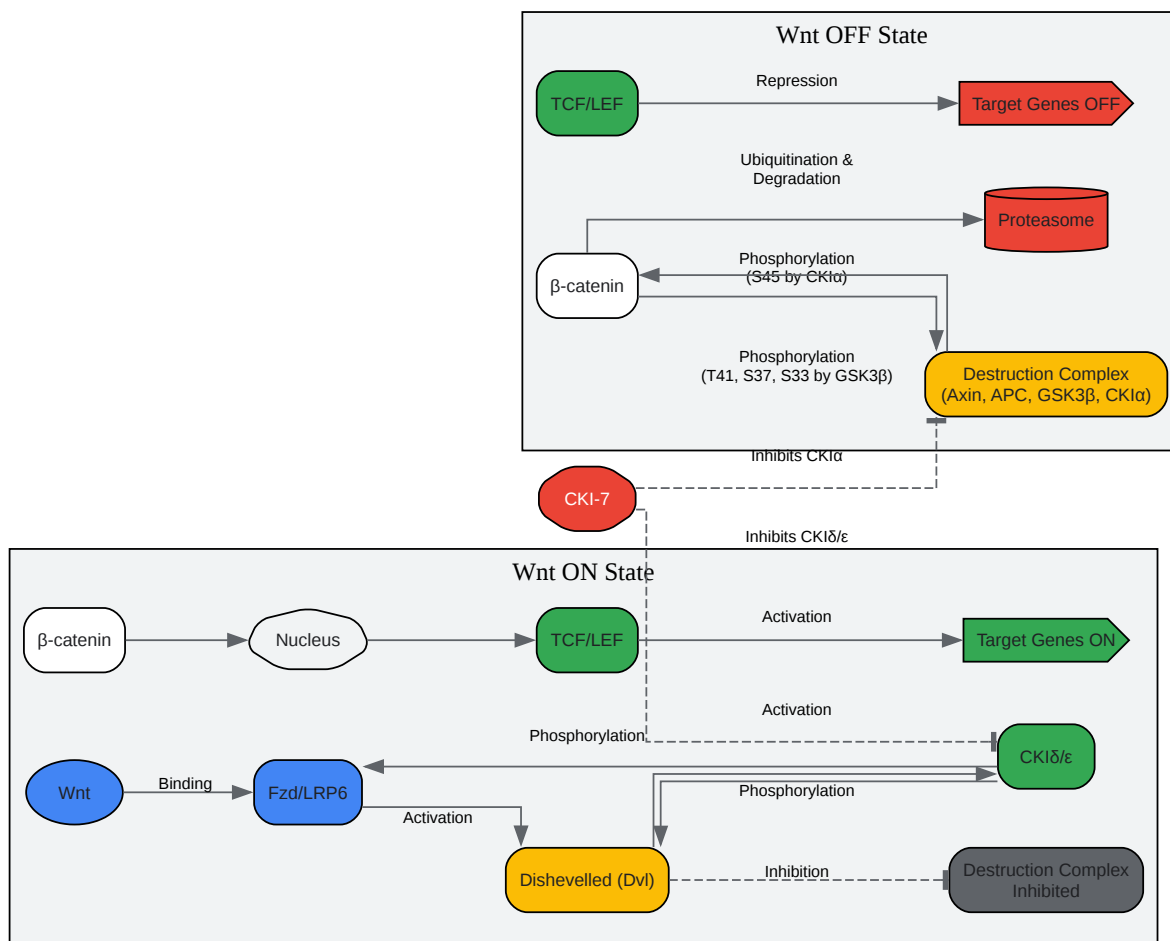 Wnt OFF State
Repression
TCF/LEF
Target Genes OFF
Ubiquitination &
Degradation
Proteasome
Phosphorylation
(S45 by CKIα)
β-catenin
Phosphorylation
(T41, S37, S33 by GSK3β)
Destruction Complex
(Axin, APC, GSK3β, CKIα)
Inhibits CKIα
CKI-7
Inhibits CKIδ/ε
Wnt ON State
β-catenin
Nucleus
TCF/LEF
Activation
Target Genes ON
Activation
Phosphorylation
CKIδ/ε
Wnt
Binding
Fzd/LRP6
Phosphorylation
Activation
Dishevelled (Dvl)
Inhibition
Destruction Complex
Inhibited